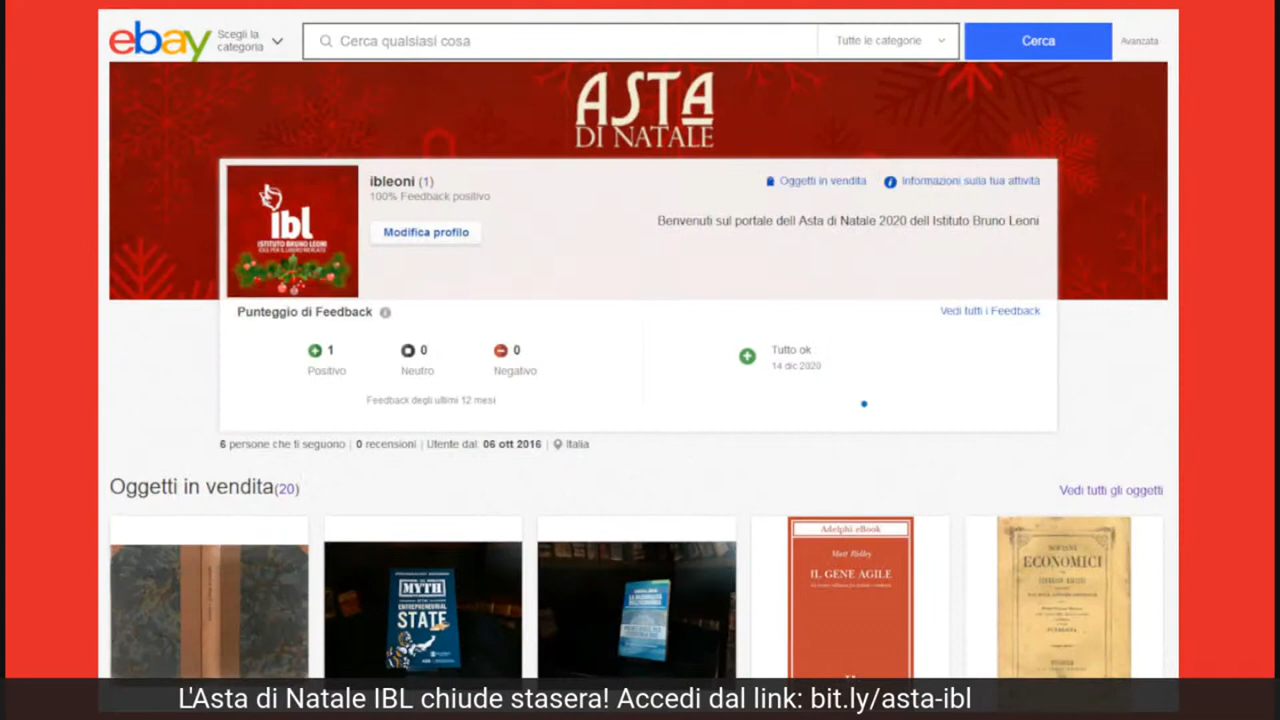 ebay
Scegli la
categoria
Cerca qualsiasi cosa
Tutte le categorie
Cerca
Avanzata
ASTA
DI NATALE
ibl
ISTITUTO BRUNO LEONI
IDEE PER IL LIBERO MERCATO
ibleoni (1)
100% Feedback positivo
Modifica profilo
Oggetti in vendita
Informazioni sulla tua attività
Benvenuti sul portale dell Asta di Natale 2020 dell Istituto Bruno Leoni
Punteggio di Feedback
Vedi tutti i Feedback
1
Positivo
0
Neutro
0
Negativo
Feedback degli ultimi 12 mesi
Tutto ok
14 dic 2020
6 persone che ti seguono | 0 recensioni | Utente dal: 06 ott 2016 | Italia
Oggetti in vendita(20)
Vedi tutti gli oggetti
MYTH
ENTREPRENEURIAL
STATE
Adelphi eBook
Matt Ridley
IL GENE AGILE
ECONOMICI
L'Asta di Natale IBL chiude stasera! Accedi dal link: bit.ly/asta-ibl